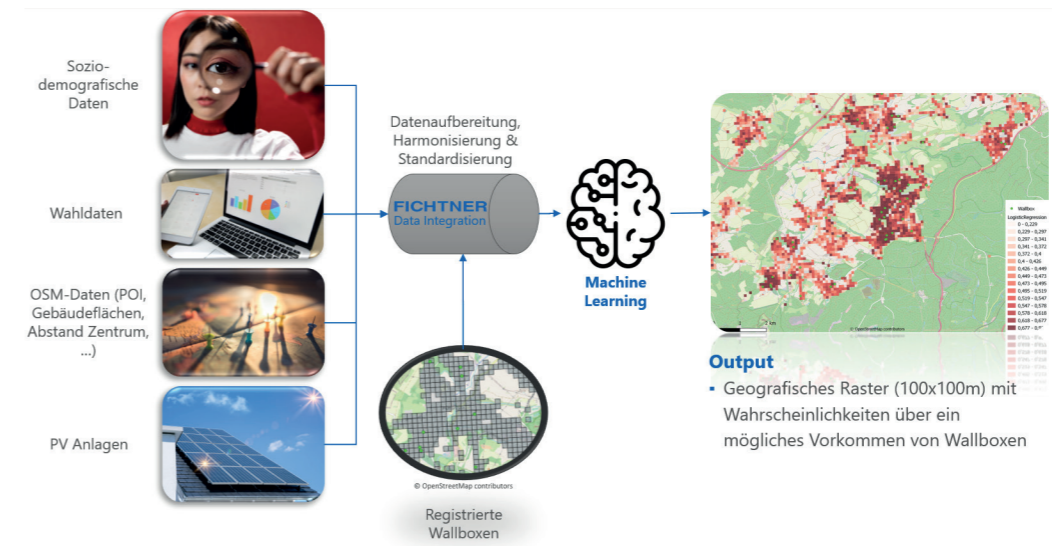 Sozio-
demografische
Daten
Wahldaten
OSM-Daten (POI,
Gebäudeflächen,
Abstand Zentrum,
...)
PV Anlagen
Datenaufbereitung,
Harmonisierung &
Standardisierung
FICHTNER
Data Integration
© OpenStreetMap contributors
Registrierte
Wallboxen
Machine
Learning
Wallbox
LogisticRegression
0 - 0,229
0,229 - 0,297
0,297 - 0,341
0,341 - 0,372
0,372 - 0,4
0,4 - 0,426
0,426 - 0,449
0,449 - 0,473
0,473 - 0,495
0,495 - 0,519
0,519 - 0,547
0,547 - 0,578
0,578 - 0,618
0,618 - 0,677
© OpenStreetMap contributors
Output
▪ Geografisches Raster (100x100m) mit
Wahrscheinlichkeiten über ein
mögliches Vorkommen von Wallboxen